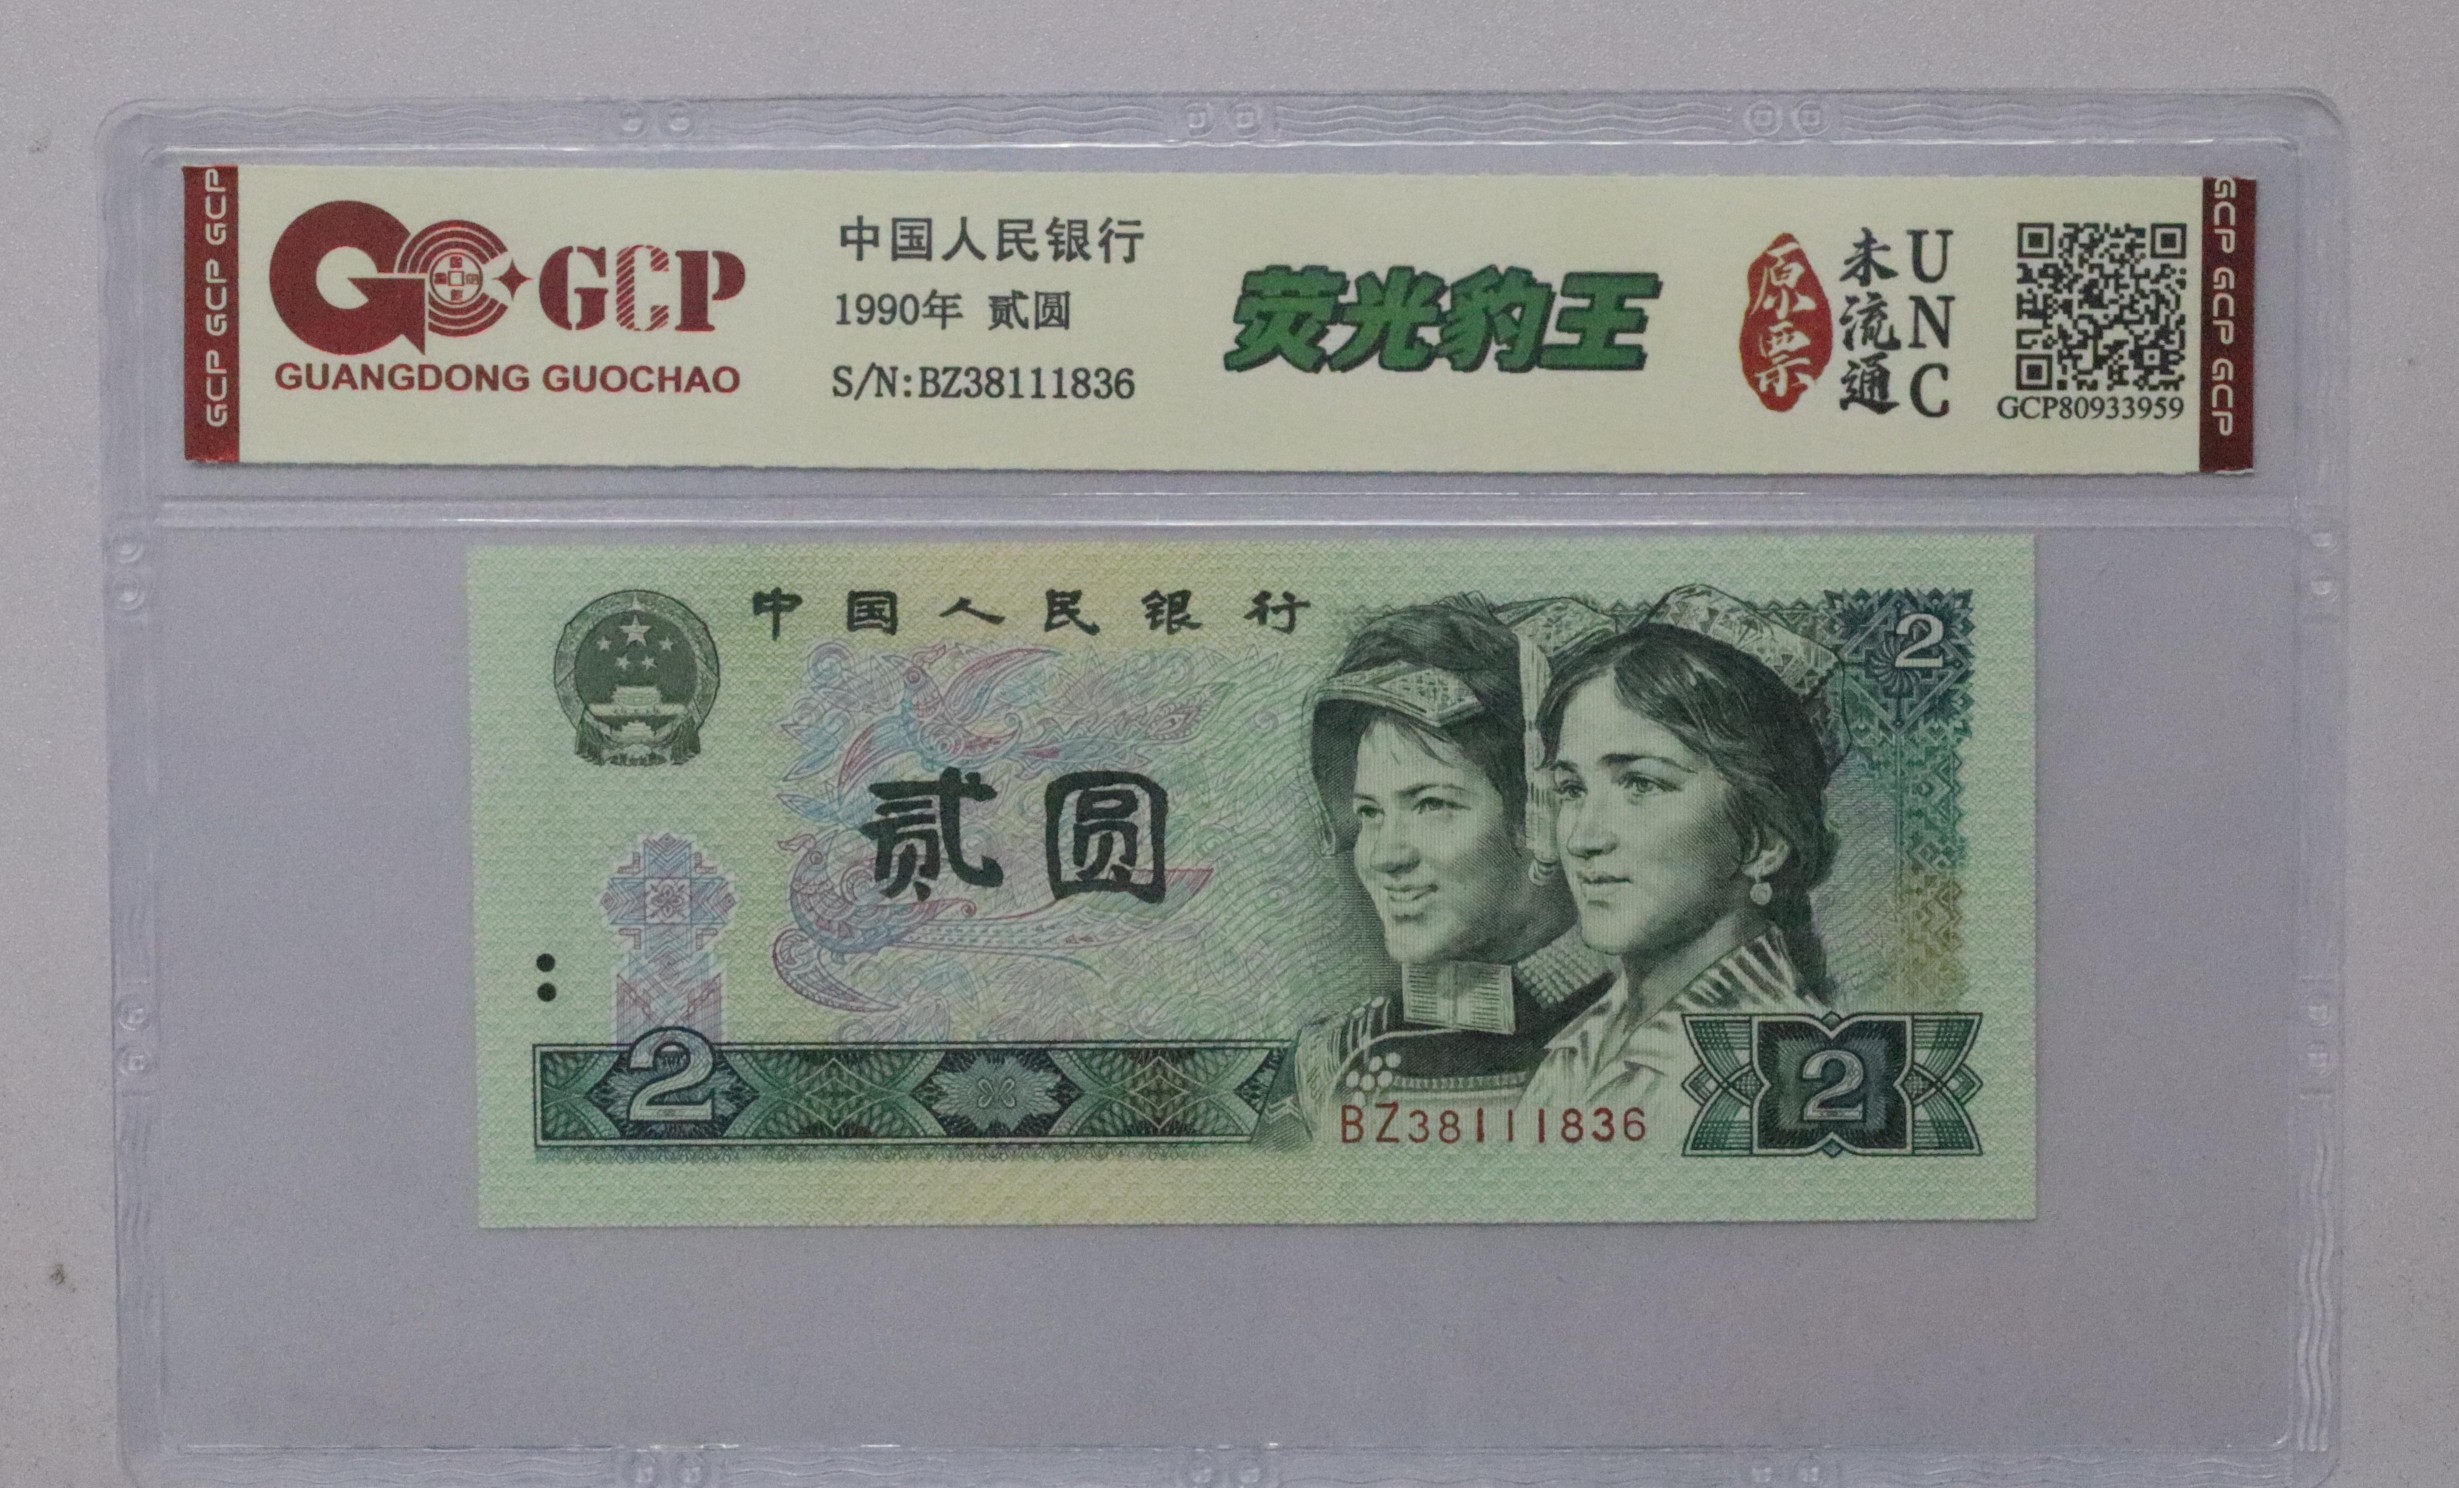 GCP GCP GCP
GCP
GUANGDONG GUOCHAO
中国人民银行
1990年 贰圆
S/N:BZ38111836
荧光豹王
原票
未流通
UNC
GCP80933959
GCP GCP GCP
中国人民银行
2
贰圆
2
2
BZ38111836